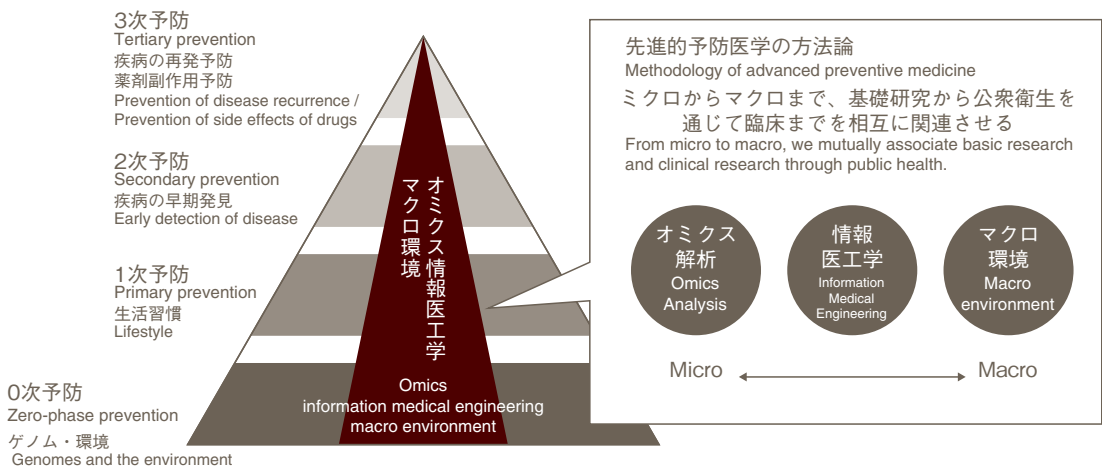 3次予防
Tertiary prevention
疾病の再発予防
薬剤副作用予防
Prevention of disease recurrence /
Prevention of side effects of drugs
2次予防
Secondary prevention
疾病の早期発見
Early detection of disease
1次予防
Primary prevention
生活習慣
Lifestyle
0次予防
Zero-phase prevention
ゲノム・環境
Genomes and the environment
オミクス情報医工学
マクロ環境
Omics
information medical engineering
macro environment
先進的予防医学の方法論
Methodology of advanced preventive medicine
ミクロからマクロまで、基礎研究から公衆衛生を
通じて臨床までを相互に関連させる
From micro to macro, we mutually associate basic research
and clinical research through public health.
オミクス
解析
Omics
Analysis
情報
医工学
Information
Medical
Engineering
マクロ
環境
Macro
environment
Micro
Macro